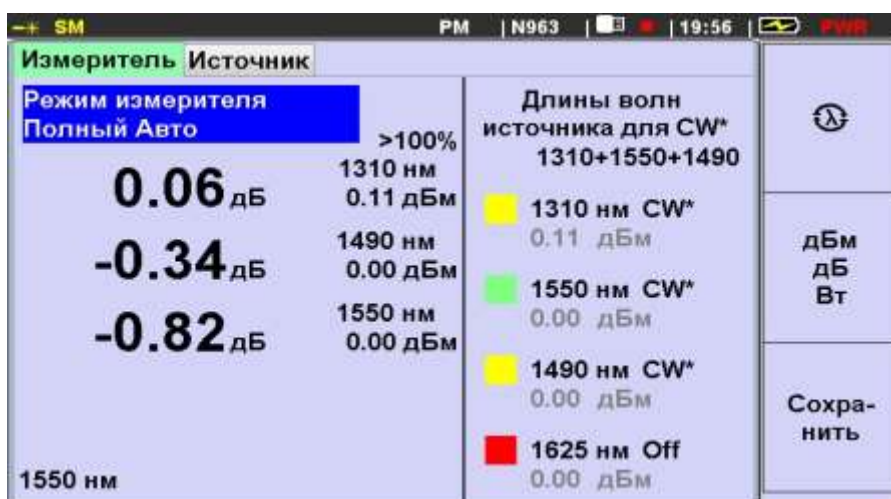 SM PM | N963 | | 19:56 | PWR
Измеритель Источник
Режим измерителя
Полный Авто
>100%
0.06 дБ
1310 нм
0.11 дБм
-0.34 дБ
1490 нм
0.00 дБм
-0.82 дБ
1550 нм
0.00 дБм
1550 нм
Длины волн
источника для CW*
1310+1550+1490
1310 нм CW*
0.11 дБм
1550 нм CW*
0.00 дБм
1490 нм CW*
0.00 дБм
1625 нм Off
0.00 дБм
λ
дБм
дБ
Вт
Сохра-
нить